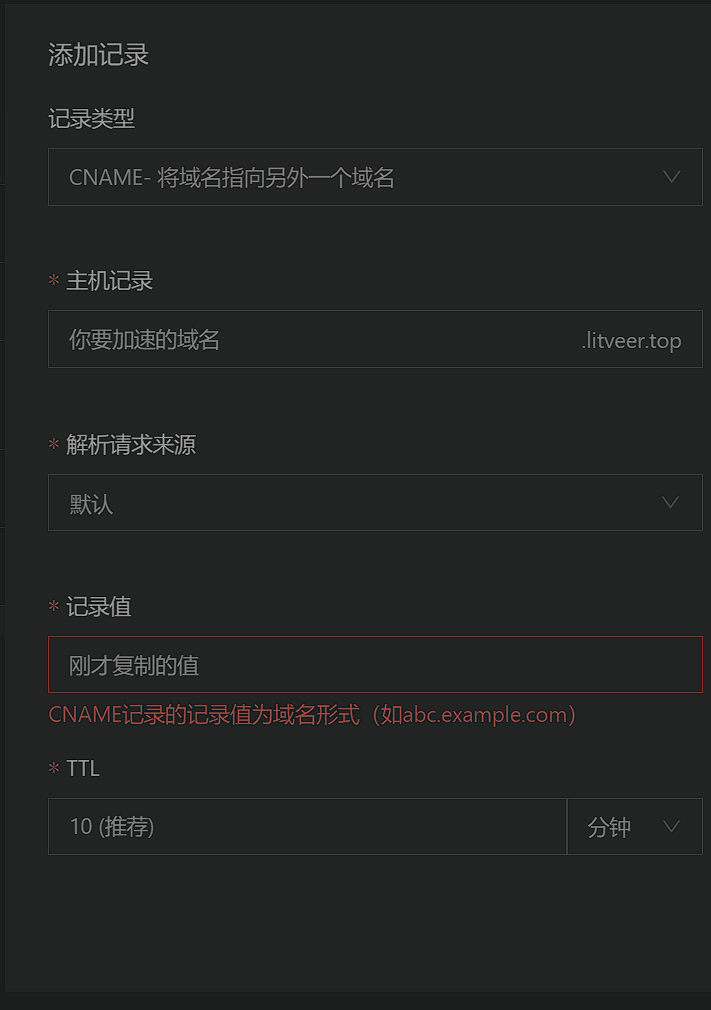 添加记录
记录类型
CNAME- 将域名指向另外一个域名
* 主机记录
你要加速的域名 .litveer.top
* 解析请求来源
默认
* 记录值
刚才复制的值
CNAME记录的记录值为域名形式（如abc.example.com）
* TTL
10 (推荐) 分钟